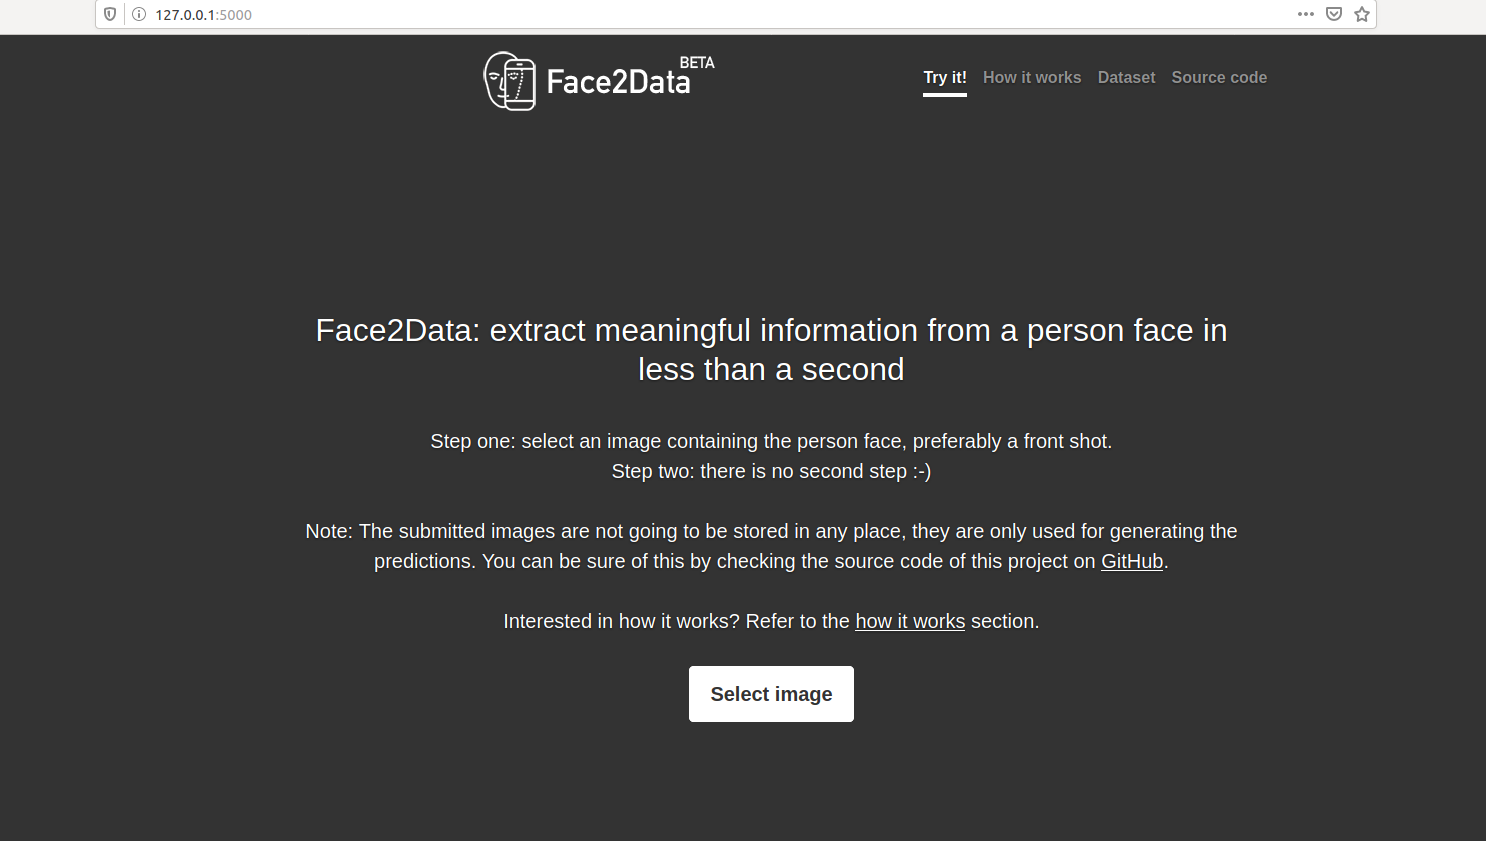 127.0.0.1:5000
Face2Data BETA
Try it! How it works Dataset Source code
Face2Data: extract meaningful information from a person face in
less than a second
Step one: select an image containing the person face, preferably a front shot.
Step two: there is no second step :-)
Note: The submitted images are not going to be stored in any place, they are only used for generating the
predictions. You can be sure of this by checking the source code of this project on GitHub.
Interested in how it works? Refer to the how it works section.
Select image